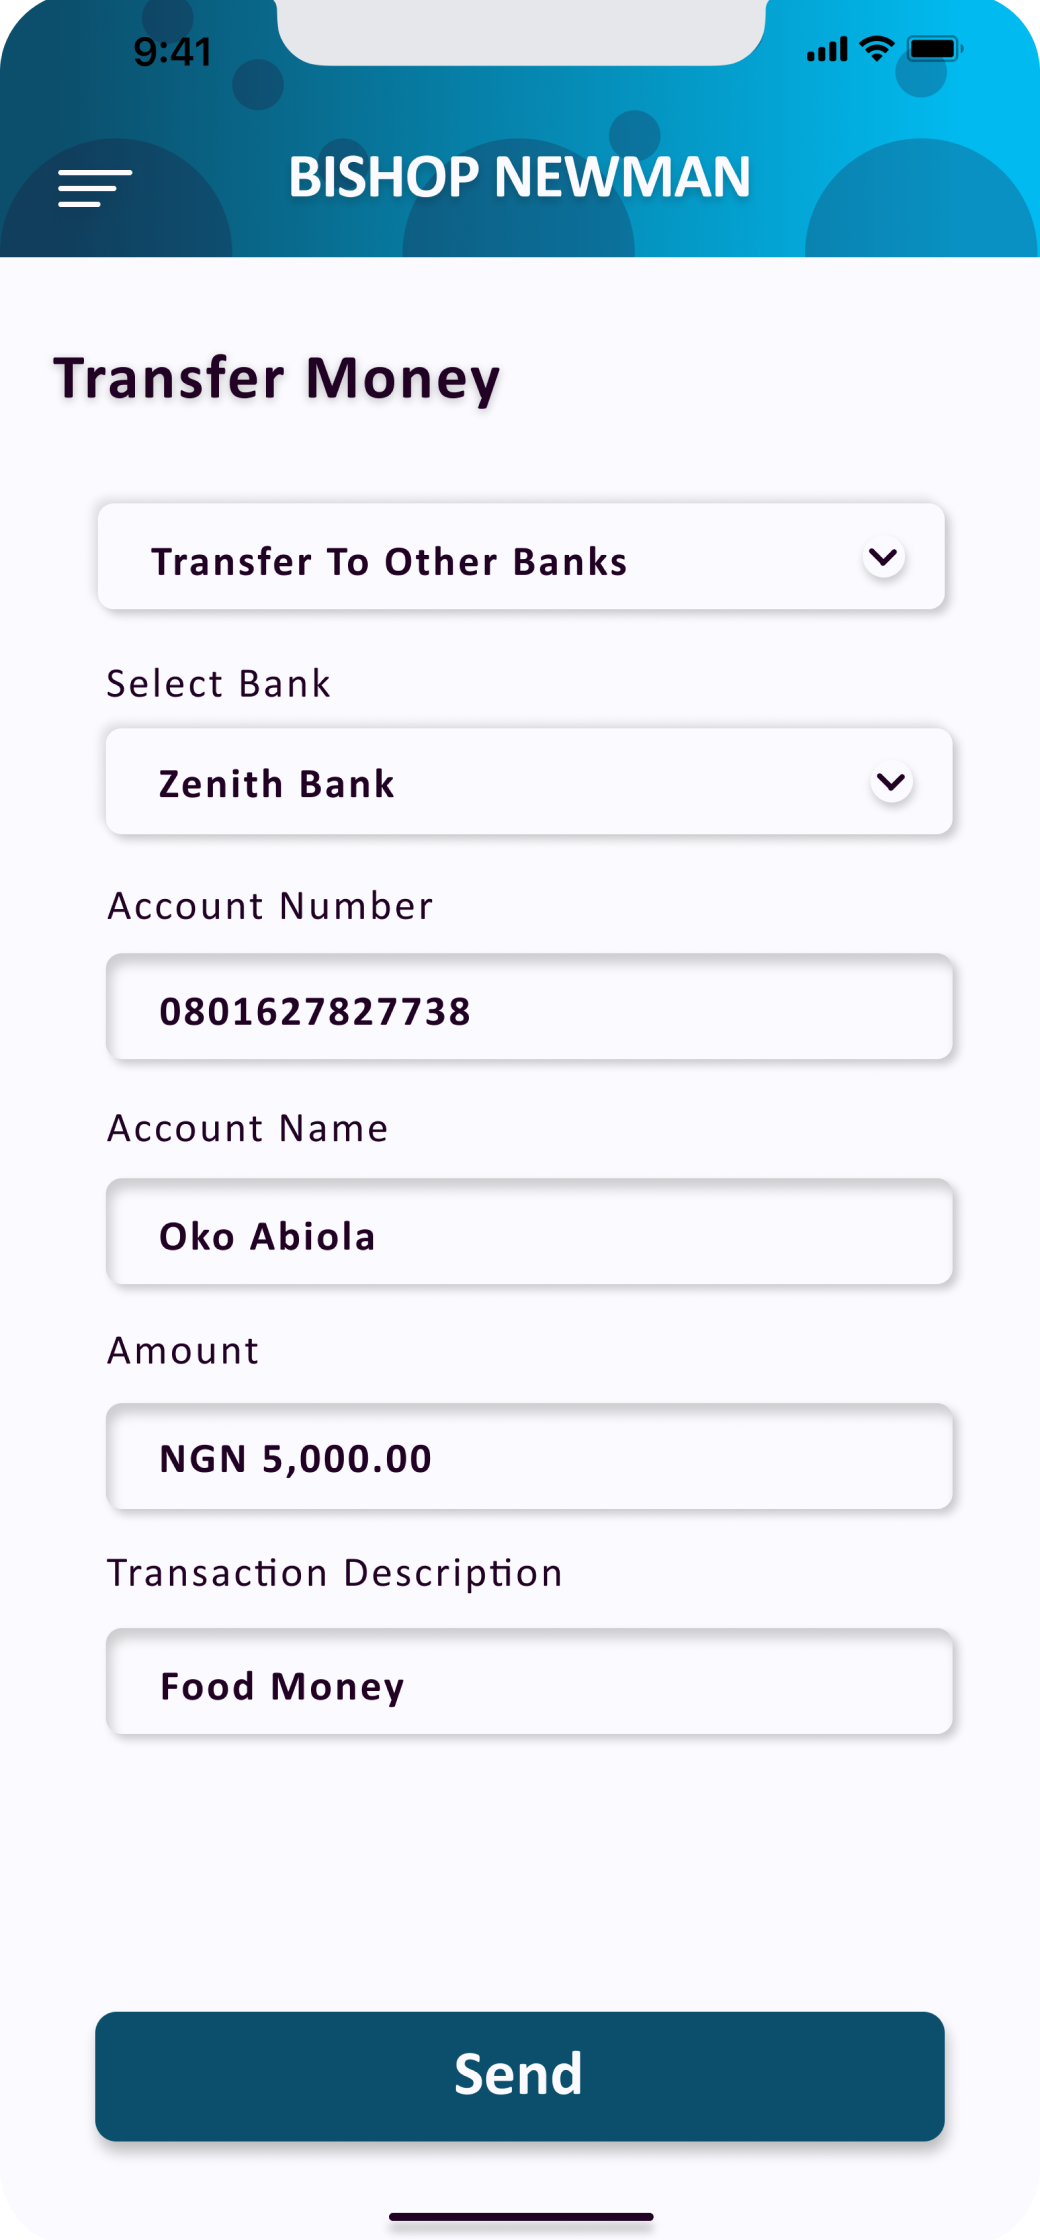 9:41
BISHOP NEWMAN
Transfer Money
Transfer To Other Banks
Select Bank
Zenith Bank
Account Number
0801627827738
Account Name
Oko Abiola
Amount
NGN 5,000.00
Transaction Description
Food Money
Send